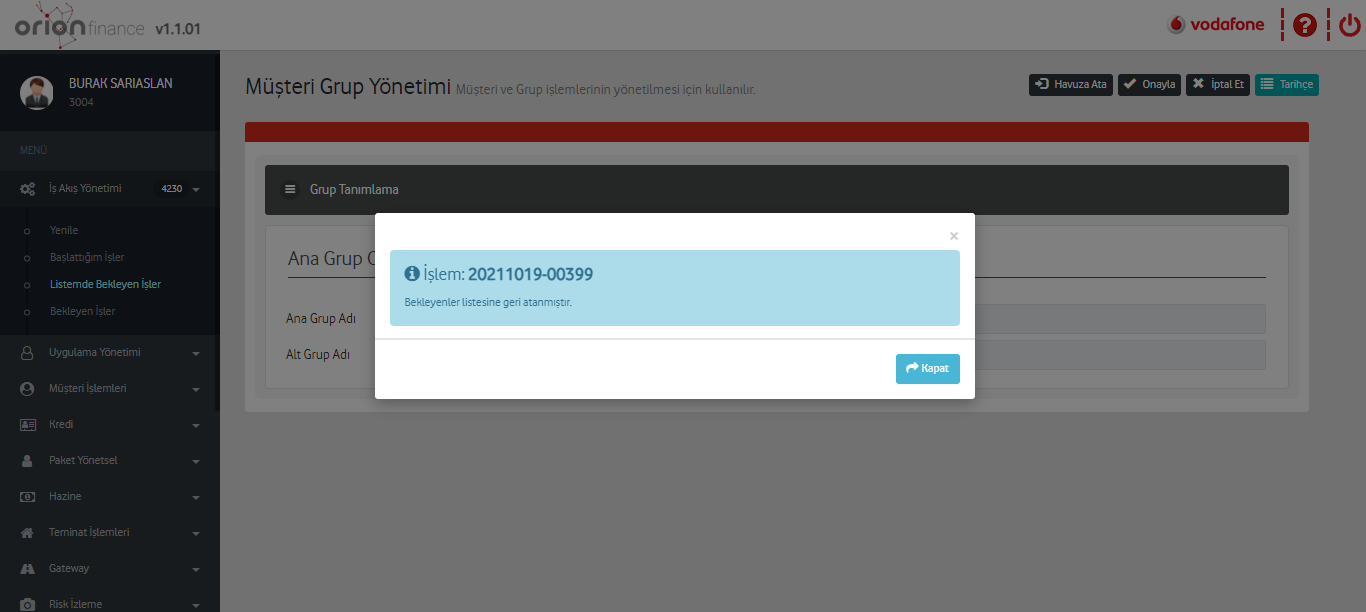 orion finance v1.1.01
vodafone
BURAK SARIASLAN
3004
MENÜ
İş Akış Yönetimi 4230
Yenile
Başlattığım İşler
Listemde Bekleyen İşler
Bekleyen İşler
Uygulama Yönetimi
Müşteri İşlemleri
Kredi
Paket Yönetsel
Hazine
Teminat İşlemleri
Gateway
Risk İzleme
Müşteri Grup Yönetimi Müşteri ve Grup işlemlerinin yönetilmesi için kullanılır.
Havuza Ata Onayla İptal Et Tarihçe
Grup Tanımlama
Ana Grup
Ana Grup Adı
Alt Grup Adı
×
İşlem: 20211019-00399
Bekleyenler listesine geri atanmıştır.
Kapat